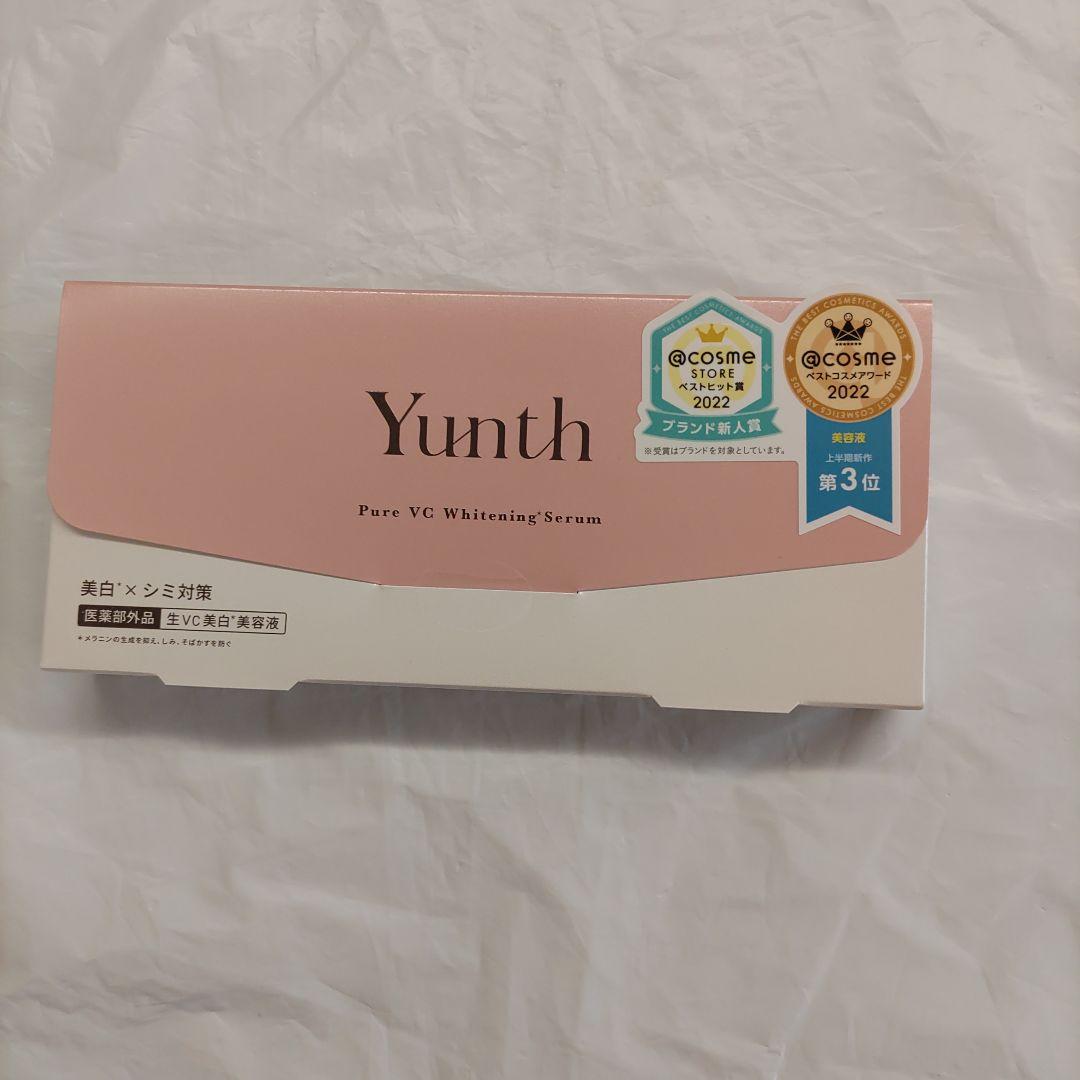 Yunth
Pure VC Whitening*Serum
美白*×シミ対策
医薬部外品 生VC美白*美容液
*メラニンの生成を抑え、しみ、そばかすを防ぐ
THE BEST COSMETICS AWARDS
@cosme
STORE
ベストヒット賞
2022
ブランド新人賞
※受賞はブランドを対象としています。
THE BEST COSMETICS AWARDS
@cosme
ベストコスメアワード
2022
THE BEST COSMETICS AWARDS
美容液
上半期新作
第3位